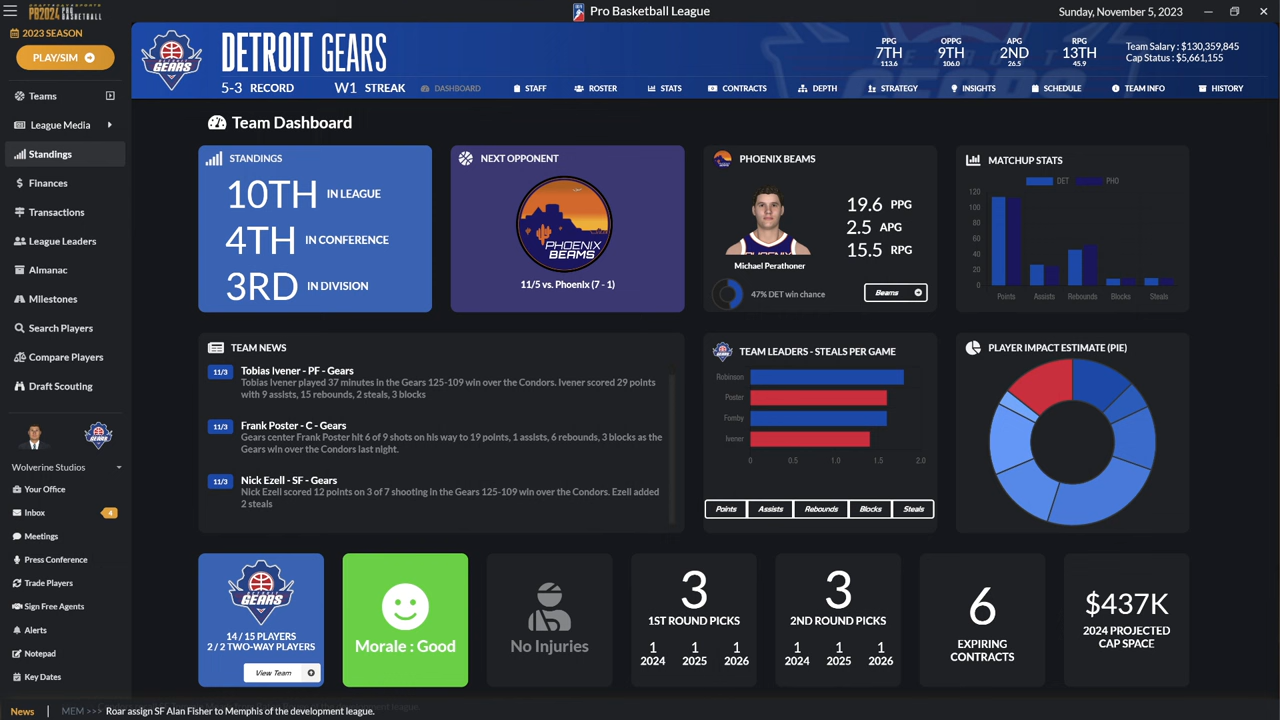 DRAFT DAY SPORTS
PB2024 PRO BASKETBALL
Pro Basketball League
Sunday, November 5, 2023
2023 SEASON
PLAY/SIM
Teams
League Media
Standings
Finances
Transactions
League Leaders
Almanac
Milestones
Search Players
Compare Players
Draft Scouting
Wolverine Studios
Your Office
Inbox
4
Meetings
Press Conference
Trade Players
Sign Free Agents
Alerts
Notepad
Key Dates
GEARS
DETROIT GEARS
5-3 RECORD
W1 STREAK
PPG
7TH
113.6
OPPG
9TH
106.0
APG
2ND
26.5
RPG
13TH
45.9
Team Salary : $130,359,845
Cap Status : $5,661,155
DASHBOARD
STAFF
ROSTER
STATS
CONTRACTS
DEPTH
STRATEGY
INSIGHTS
SCHEDULE
TEAM INFO
HISTORY
Team Dashboard
STANDINGS
10TH IN LEAGUE
4TH IN CONFERENCE
3RD IN DIVISION
NEXT OPPONENT
PHOENIX
BEAMS
11/5 vs. Phoenix (7 - 1)
PHOENIX BEAMS
19.6 PPG
2.5 APG
15.5 RPG
Michael Perathoner
47% DET win chance
Beams
MATCHUP STATS
DET
PHO
120
100
80
60
40
20
0
Points
Assists
Rebounds
Blocks
Steals
TEAM NEWS
11/3
Tobias Ivener - PF - Gears
Tobias Ivener played 37 minutes in the Gears 125-109 win over the Condors. Ivener scored 29 points
with 9 assists, 15 rebounds, 2 steals, 3 blocks
11/3
Frank Poster - C - Gears
Gears center Frank Poster hit 6 of 9 shots on his way to 19 points, 1 assists, 6 rebounds, 3 blocks as the
Gears win over the Condors last night.
11/3
Nick Ezell - SF - Gears
Nick Ezell scored 12 points on 3 of 7 shooting in the Gears 125-109 win over the Condors. Ezell added
2 steals
TEAM LEADERS - STEALS PER GAME
Robinson
Poster
Fomby
Ivener
0
0.5
1.0
1.5
2.0
Points
Assists
Rebounds
Blocks
Steals
PLAYER IMPACT ESTIMATE (PIE)
GEARS
14 / 15 PLAYERS
2 / 2 TWO-WAY PLAYERS
View Team
Morale : Good
No Injuries
3
1ST ROUND PICKS
1 1 1
2024 2025 2026
3
2ND ROUND PICKS
1 1 1
2024 2025 2026
6
EXPIRING
CONTRACTS
$437K
2024 PROJECTED
CAP SPACE
News
MEM >>> Roar assign SF Alan Fisher to Memphis of the development league.